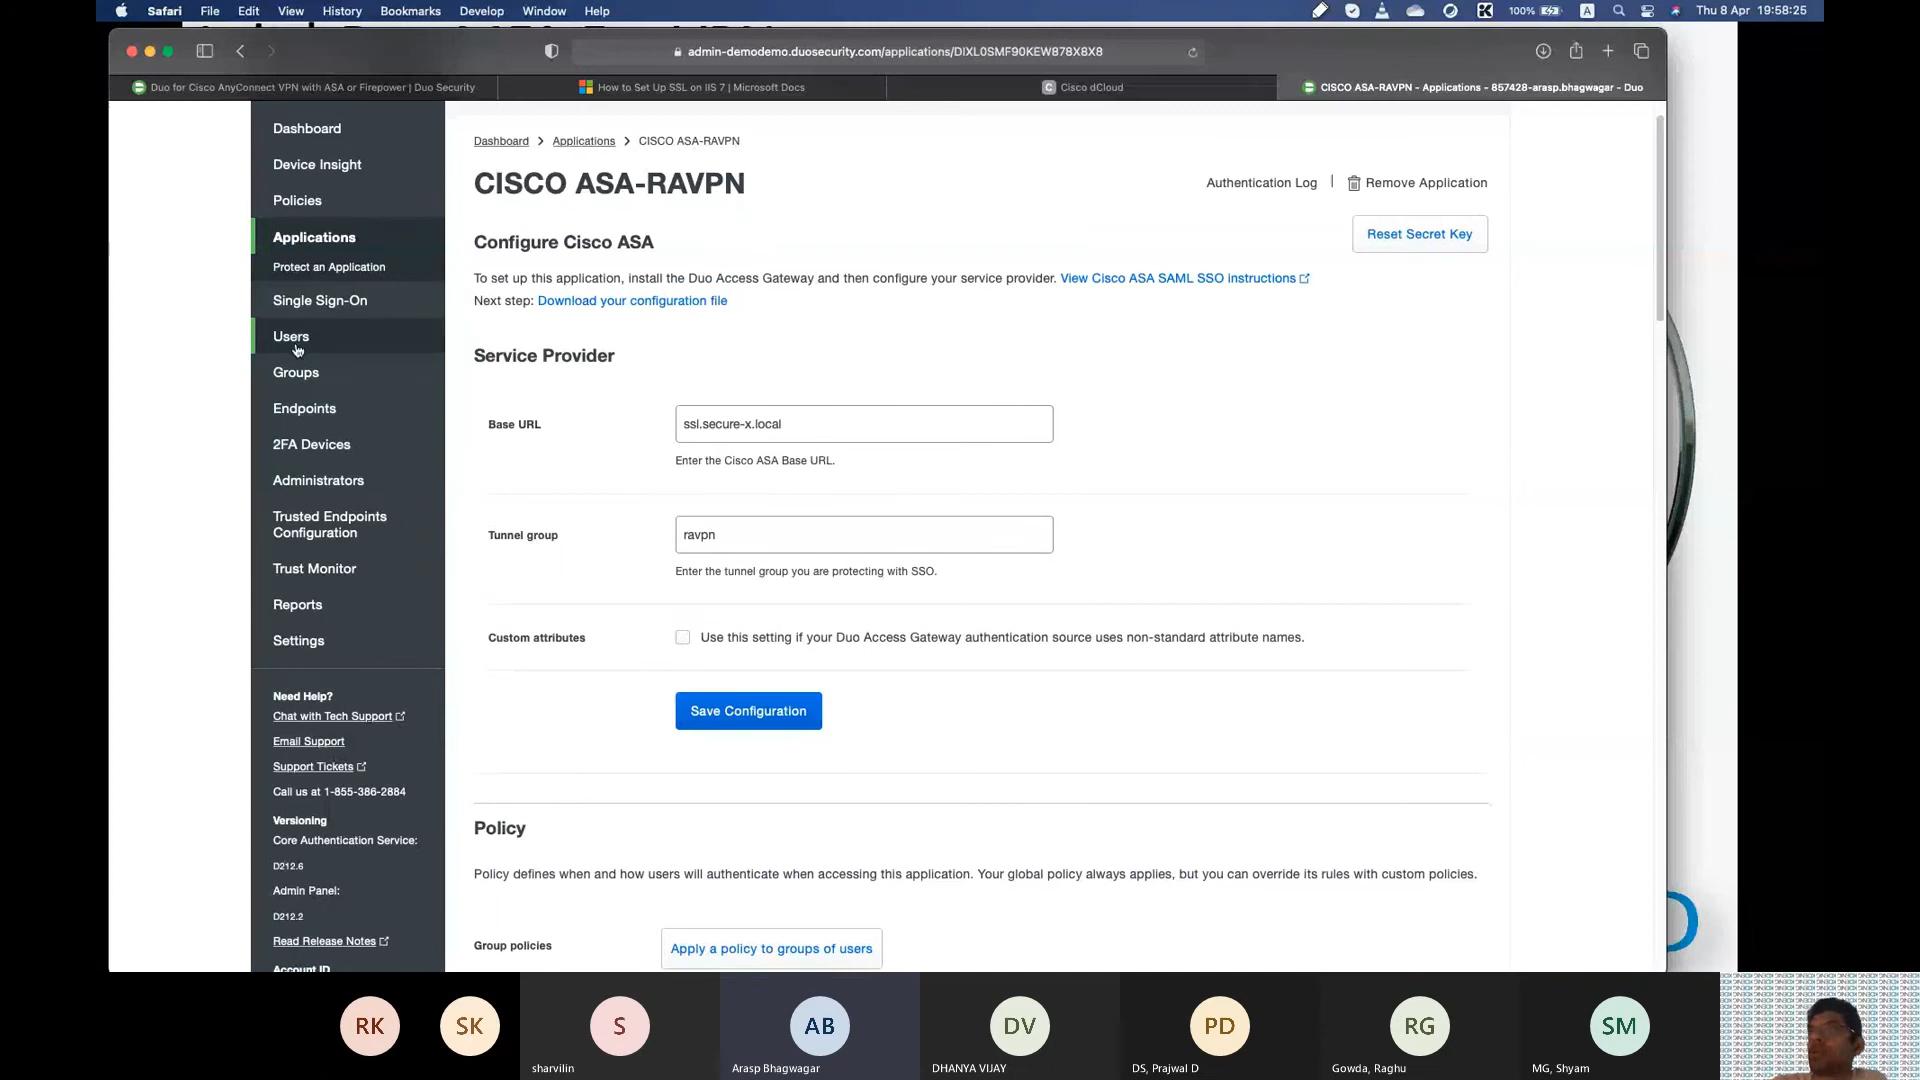 Safari File Edit View History Bookmarks Develop Window Help 100% A Thu 8 Apr 19:58:25
admin-demodemo.duosecurity.com/applications/DIXL0SMF90KEW878X8X8
Duo for Cisco AnyConnect VPN with ASA or Firepower | Duo Security
How to Set Up SSL on IIS 7 | Microsoft Docs
C Cisco dCloud
CISCO ASA-RAVPN - Applications - 857428-arasp.bhagwagar - Duo
Dashboard
Device Insight
Policies
Applications
Protect an Application
Single Sign-On
Users
Groups
Endpoints
2FA Devices
Administrators
Trusted Endpoints
Configuration
Trust Monitor
Reports
Settings
Need Help?
Chat with Tech Support
Email Support
Support Tickets
Call us at 1-855-386-2884
Versioning
Core Authentication Service:
D212.6
Admin Panel:
D212.2
Read Release Notes
Account ID
Dashboard > Applications > CISCO ASA-RAVPN
CISCO ASA-RAVPN
Authentication Log | Remove Application
Configure Cisco ASA
Reset Secret Key
To set up this application, install the Duo Access Gateway and then configure your service provider. View Cisco ASA SAML SSO instructions
Next step: Download your configuration file
Service Provider
Base URL
ssl.secure-x.local
Enter the Cisco ASA Base URL.
Tunnel group
ravpn
Enter the tunnel group you are protecting with SSO.
Custom attributes
Use this setting if your Duo Access Gateway authentication source uses non-standard attribute names.
Save Configuration
Policy
Policy defines when and how users will authenticate when accessing this application. Your global policy always applies, but you can override its rules with custom policies.
Group policies
Apply a policy to groups of users
RK
SK
S
sharvilin
AB
Arasp Bhagwagar
DV
DHANYA VIJAY
PD
DS, Prajwal D
RG
Gowda, Raghu
SM
MG, Shyam